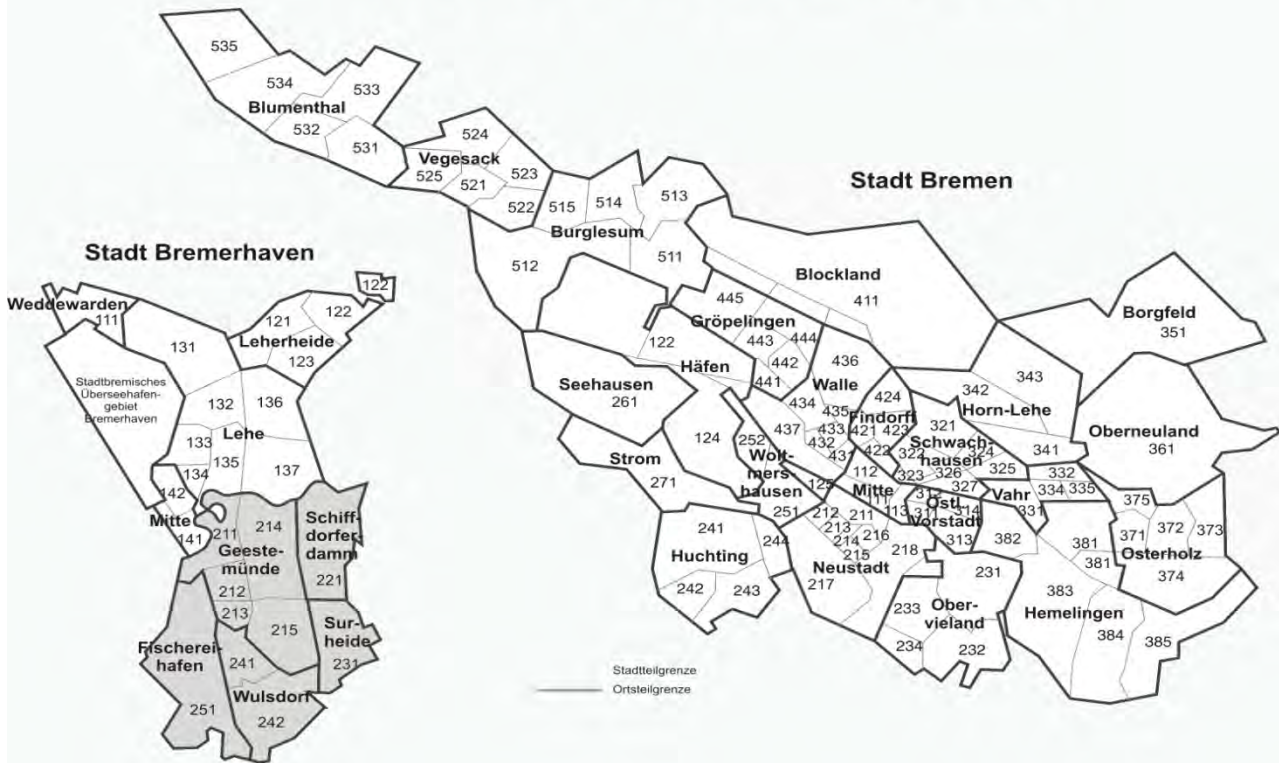 535
534
533
Blumenthal
532
531
524
Vegesack
525
521
523
522
515
514
513
Burglesum
512
511
Stadt Bremen
Stadt Bremerhaven
Weddewarden
111
131
121
122
122
Leherheide
123
Stadtbremisches
Überseehafen-
gebiet
Bremerhaven
132
136
133
Lehe
135
134
137
142
Mitte
141
211
214
Schiff-
dorfer-
damm
Geeste-
münde
221
212
213
215
Sur-
heide
231
Fischerei-
hafen
241
Wulsdorf
251
242
Blockland
411
Borgfeld
351
445
Gröpelingen
443
444
442
441
122
Häfen
Seehausen
261
436
Walle
434
435
437
433
432
431
424
Findorff
421
423
422
342
343
Horn-Lehe
341
321
Schwach-
hausen
322
324
325
323
326
327
Oberneuland
361
124
252
Wolt-
mers-
hausen
125
251
Strom
271
112
Mitte
111
113
312
Östl.
Vorstadt
311
314
313
Vahr
332
334
335
331
375
371
372
373
Osterholz
374
241
244
Huchting
242
243
212
211
213
214
216
215
218
Neustadt
217
382
381
381
383
Hemelingen
384
385
231
233
Ober-
vieland
234
232
Stadtteilgrenze
Ortsteilgrenze